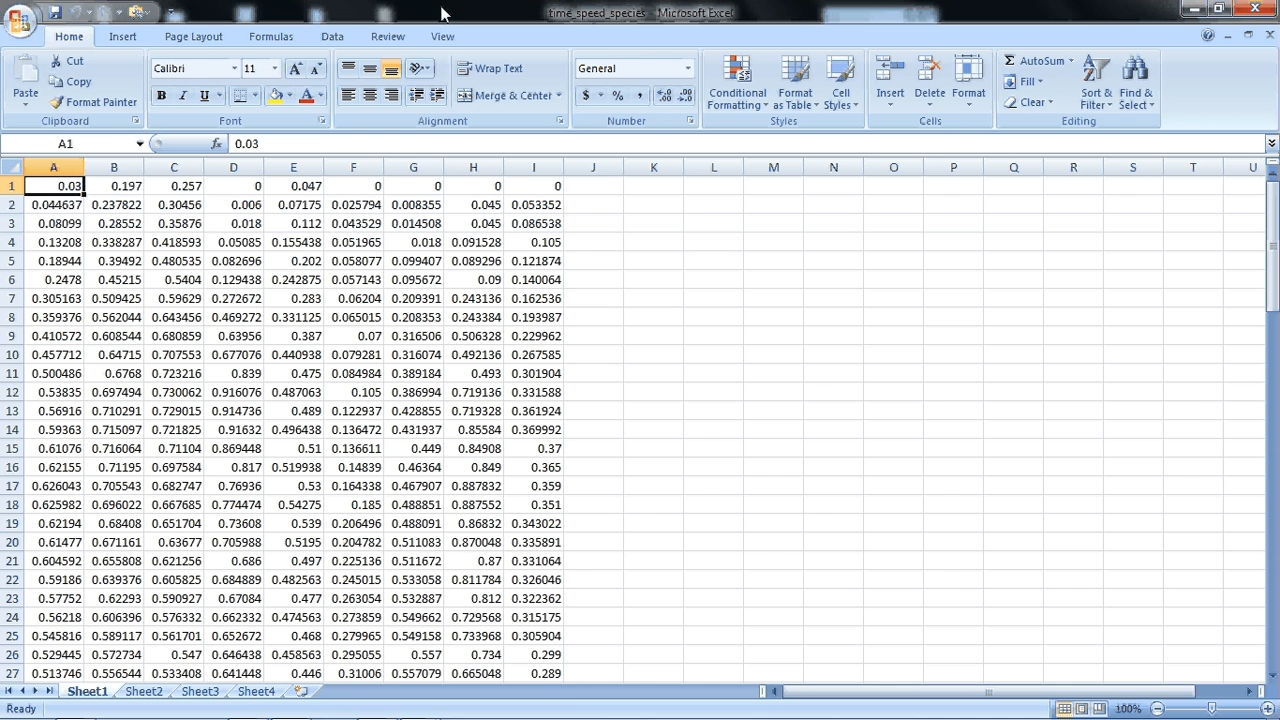 time_speed_species - Microsoft Excel
Home Insert Page Layout Formulas Data Review View
Paste Cut Copy Format Painter Calibri 11 B I U Wrap Text Merge & Center General $ % , Conditional Formatting Format as Table Cell Styles Insert Delete Format AutoSum Fill Clear Sort & Filter Find & Select
Clipboard Font Alignment Number Styles Cells Editing
A1 fx 0.03
A B C D E F G H I J K L M N O P Q R S T U
1 0.03 0.197 0.257 0 0.047 0 0 0 0
2 0.044637 0.237822 0.30456 0.006 0.07175 0.025794 0.008355 0.045 0.053352
3 0.08099 0.28552 0.35876 0.018 0.112 0.043529 0.014508 0.045 0.086538
4 0.13208 0.338287 0.418593 0.05085 0.155438 0.051965 0.018 0.091528 0.105
5 0.18944 0.39492 0.480535 0.082696 0.202 0.058077 0.099407 0.089296 0.121874
6 0.2478 0.45215 0.5404 0.129438 0.242875 0.057143 0.095672 0.09 0.140064
7 0.305163 0.509425 0.59629 0.272672 0.283 0.06204 0.209391 0.243136 0.162536
8 0.359376 0.562044 0.643456 0.469272 0.331125 0.065015 0.208353 0.243384 0.193987
9 0.410572 0.608544 0.680859 0.63956 0.387 0.07 0.316506 0.506328 0.229962
10 0.457712 0.64715 0.707553 0.677076 0.440938 0.079281 0.316074 0.492136 0.267585
11 0.500486 0.6768 0.723216 0.839 0.475 0.084984 0.389184 0.493 0.301904
12 0.53835 0.697494 0.730062 0.916076 0.487063 0.105 0.386994 0.719136 0.331588
13 0.56916 0.710291 0.729015 0.914736 0.489 0.122937 0.428855 0.719328 0.361924
14 0.59363 0.715097 0.721825 0.91632 0.496438 0.136472 0.431937 0.85584 0.369992
15 0.61076 0.716064 0.71104 0.869448 0.51 0.136611 0.449 0.84908 0.37
16 0.62155 0.71195 0.697584 0.817 0.519938 0.14839 0.46364 0.849 0.365
17 0.626043 0.705543 0.682747 0.76936 0.53 0.164338 0.467907 0.887832 0.359
18 0.625982 0.696022 0.667685 0.774474 0.54275 0.185 0.488851 0.887552 0.351
19 0.62194 0.68408 0.651704 0.73608 0.539 0.206496 0.488091 0.86832 0.343022
20 0.61477 0.671161 0.63677 0.705988 0.5195 0.204782 0.511083 0.870048 0.335891
21 0.604592 0.655808 0.621256 0.686 0.497 0.225136 0.511672 0.87 0.331064
22 0.59186 0.639376 0.605825 0.684889 0.482563 0.245015 0.533058 0.811784 0.326046
23 0.57752 0.62293 0.590927 0.67084 0.477 0.263054 0.532887 0.812 0.322362
24 0.56218 0.606396 0.576332 0.662332 0.474563 0.273859 0.549662 0.729568 0.315175
25 0.545816 0.589117 0.561701 0.652672 0.468 0.279965 0.549158 0.733968 0.305904
26 0.529445 0.572734 0.547 0.646438 0.458563 0.295055 0.557 0.734 0.299
27 0.513746 0.556544 0.533408 0.641448 0.446 0.31006 0.557079 0.665048 0.289
Sheet1 Sheet2 Sheet3 Sheet4
Ready 100%